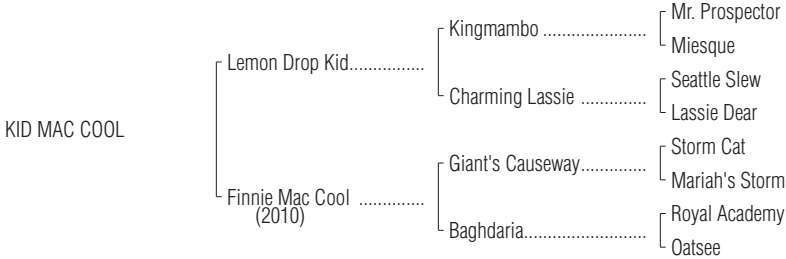 Mr. Prospector
Kingmambo ......................
Miesque
Lemon Drop Kid................
Seattle Slew
Charming Lassie ..............
Lassie Dear
KID MAC COOL
Storm Cat
Giant's Causeway..............
Mariah's Storm
Finnie Mac Cool ..............
(2010)
Royal Academy
Baghdaria..........................
Oatsee